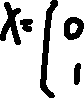 x = ( 0
1